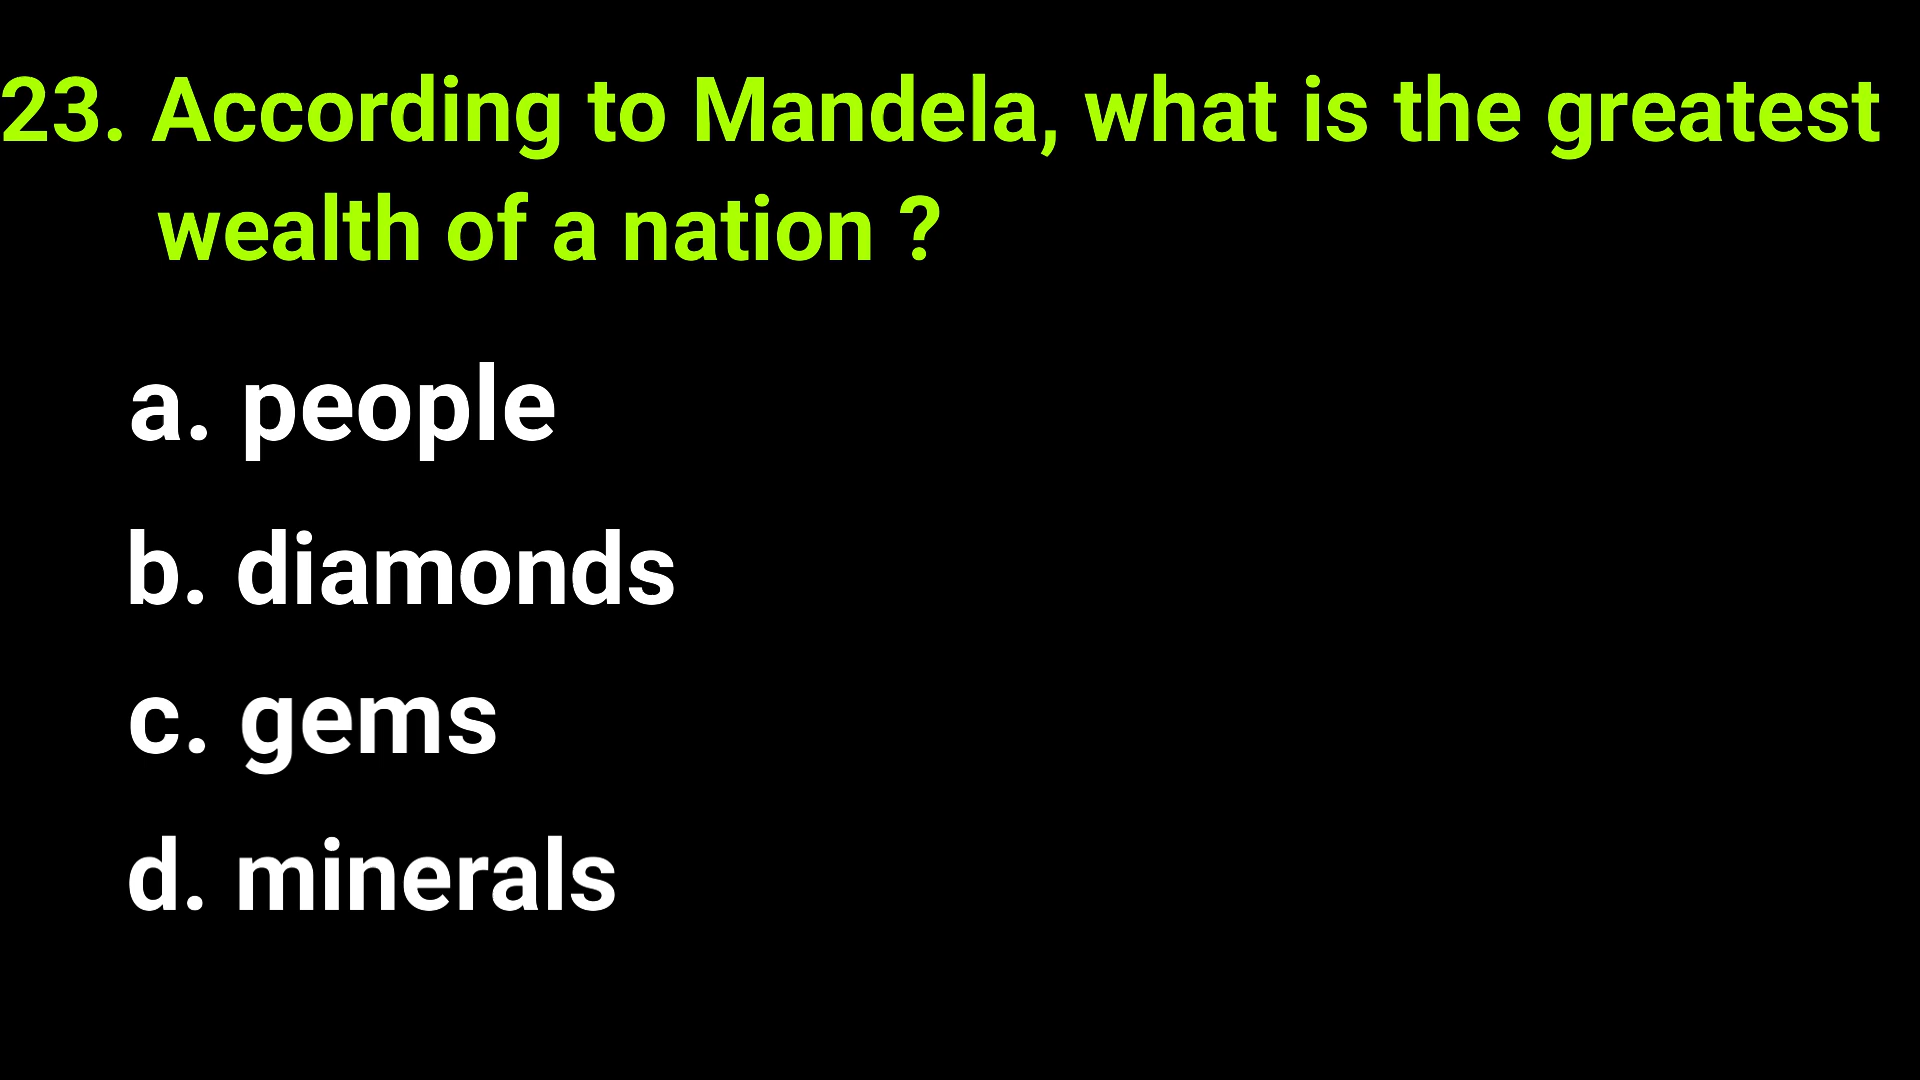 23. According to Mandela, what is the greatest
wealth of a nation ?
a. people
b. diamonds
c. gems
d. minerals